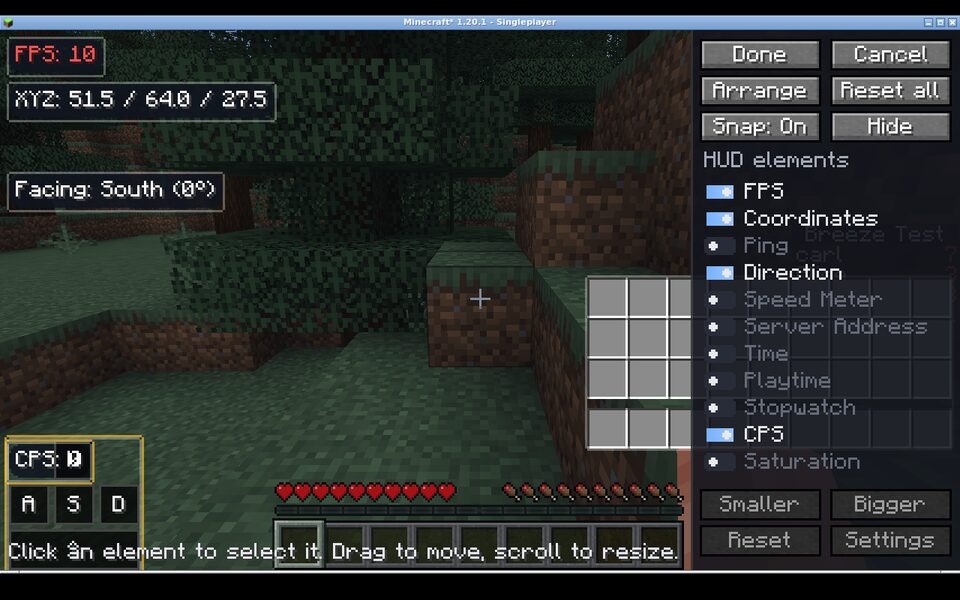 Minecraft* 1.20.1 - Singleplayer
FPS: 10
XYZ: 51.5 / 64.0 / 27.5
Facing: South (0°)
CPS: 0
A S D
Click an element to select it. Drag to move, scroll to resize.
Done Cancel
Arrange Reset all
Snap: On Hide
HUD elements
FPS
Coordinates
Ping
Direction
Speed Meter
Server Address
Time
Playtime
Stopwatch
CPS
Saturation
Breeze Test
carl
Smaller Bigger
Reset Settings